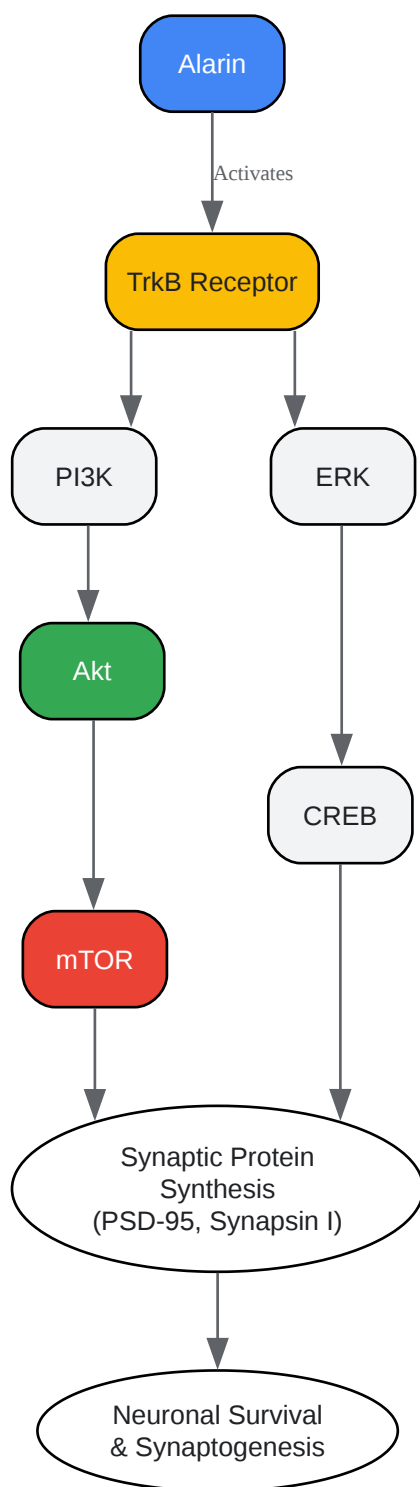 Alarin
Activates
TrkB Receptor
PI3K
ERK
Akt
CREB
mTOR
Synaptic Protein
Synthesis
(PSD-95, Synapsin I)
Neuronal Survival
& Synaptogenesis